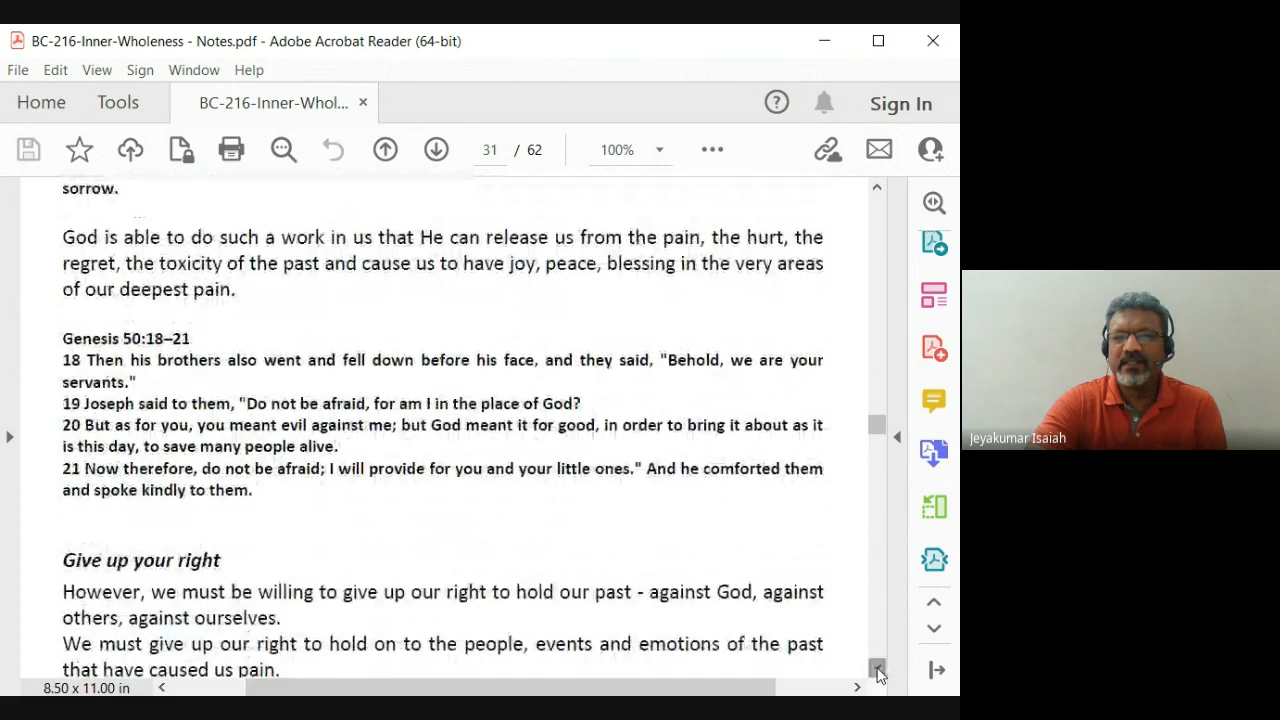 BC-216-Inner-Wholeness - Notes.pdf - Adobe Acrobat Reader (64-bit)
File Edit View Sign Window Help
Home Tools BC-216-Inner-Whol... × Sign In
31 / 62 100%
sorrow.
God is able to do such a work in us that He can release us from the pain, the hurt, the
regret, the toxicity of the past and cause us to have joy, peace, blessing in the very areas
of our deepest pain.
Genesis 50:18–21
18 Then his brothers also went and fell down before his face, and they said, "Behold, we are your
servants."
19 Joseph said to them, "Do not be afraid, for am I in the place of God?
20 But as for you, you meant evil against me; but God meant it for good, in order to bring it about as it
is this day, to save many people alive.
21 Now therefore, do not be afraid; I will provide for you and your little ones." And he comforted them
and spoke kindly to them.
Give up your right
However, we must be willing to give up our right to hold our past - against God, against
others, against ourselves.
We must give up our right to hold on to the people, events and emotions of the past
that have caused us pain.
8.50 x 11.00 in
Jeyakumar Isaiah